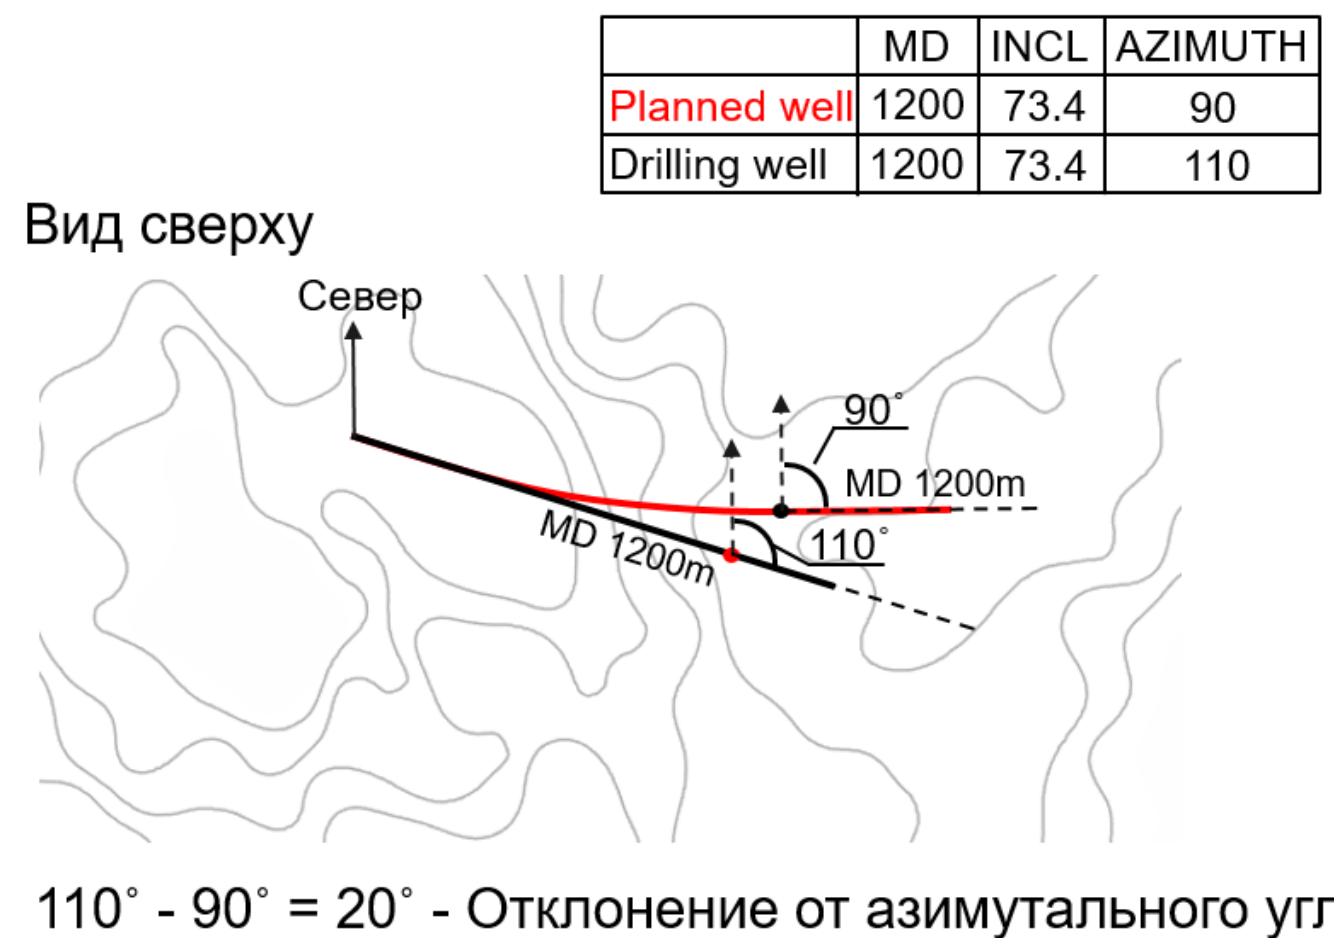 MD INCL AZIMUTH
Planned well 1200 73.4 90
Drilling well 1200 73.4 110
Вид сверху
Север
90°
MD 1200m
110°
MD 1200m
110° - 90° = 20° - Отклонение от азимутального угл